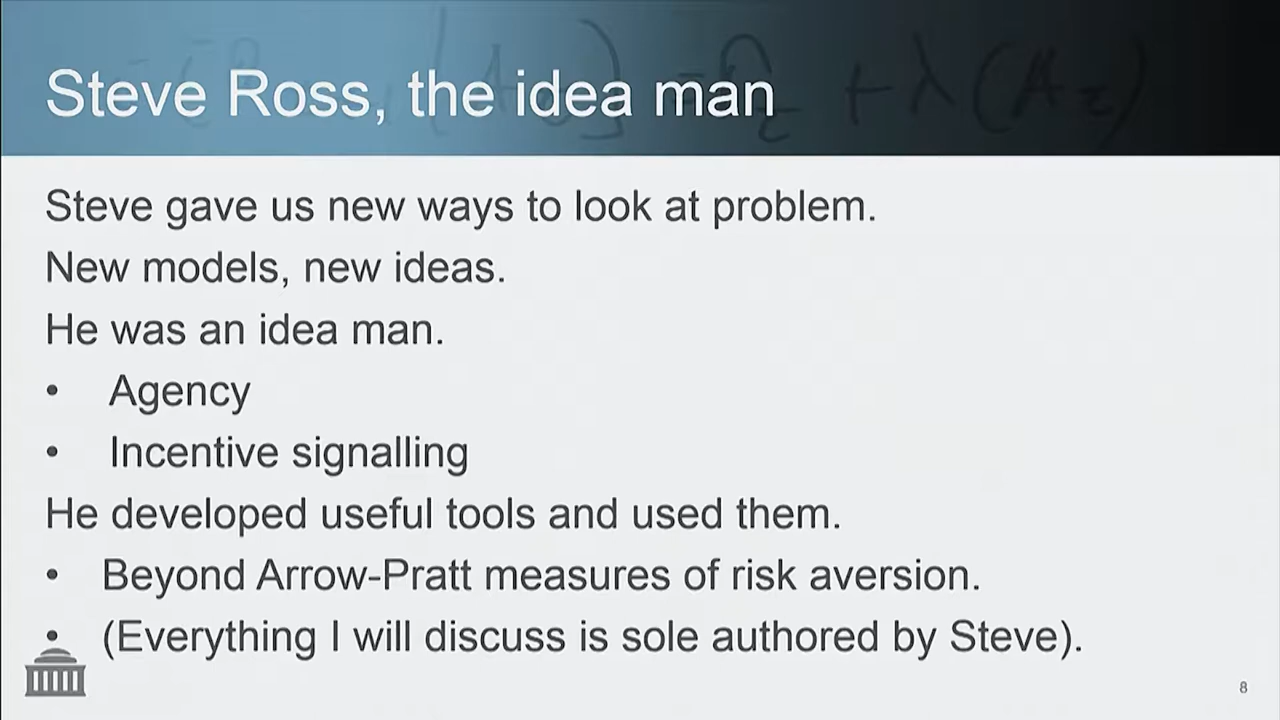 Steve Ross, the idea man
Steve gave us new ways to look at problem.
New models, new ideas.
He was an idea man.
• Agency
• Incentive signalling
He developed useful tools and used them.
• Beyond Arrow-Pratt measures of risk aversion.
• (Everything I will discuss is sole authored by Steve).
8